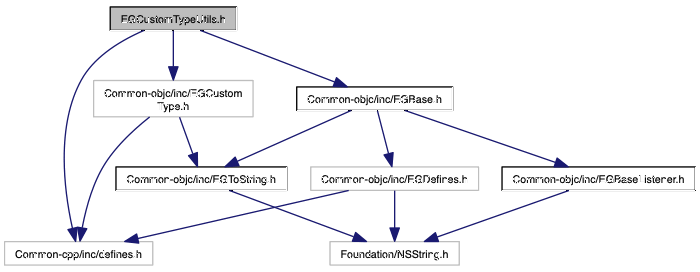 FGCustomTypeUtils.h
Common-objc/inc/FGCustom
Type.h
Common-objc/inc/FGBase.h
Common-objc/inc/FGToString.h
Common-objc/inc/FGDefines.h
Common-objc/inc/FGBaseListener.h
Common-cpp/inc/defines.h
Foundation/NSString.h